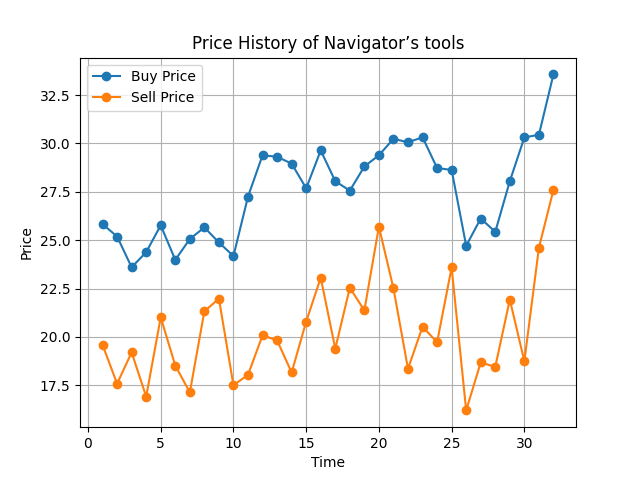 Price History of Navigator’s tools
Buy Price
Sell Price
32.5
30.0
27.5
25.0
22.5
20.0
17.5
Price
0 5 10 15 20 25 30
Time